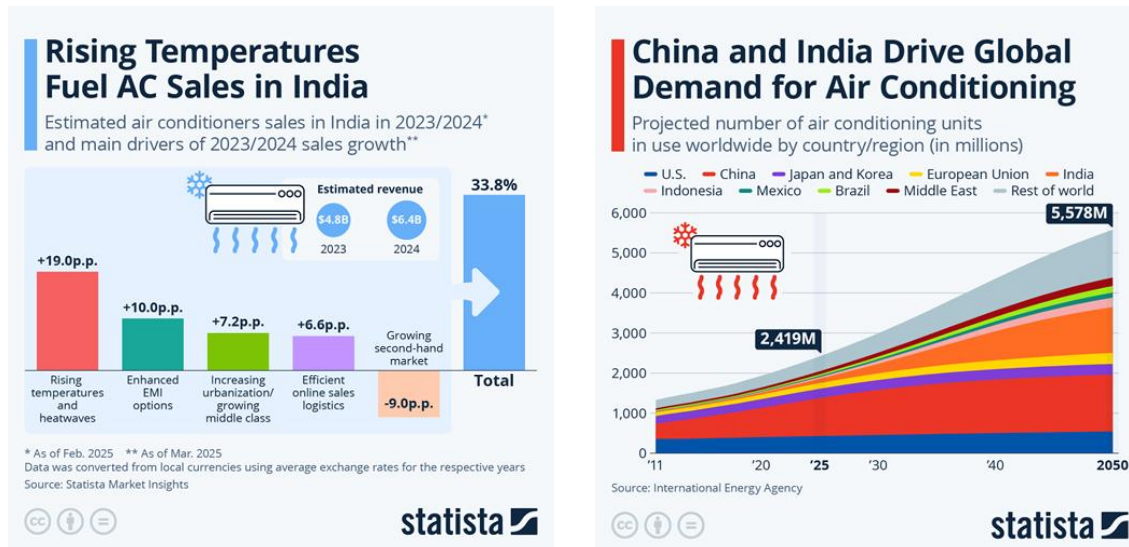 Rising Temperatures
Fuel AC Sales in India
Estimated air conditioners sales in India in 2023/2024*
and main drivers of 2023/2024 sales growth**
Estimated revenue
$4.8B
$6.4B
2023
2024
33.8%
+19.0p.p.
+10.0p.p.
+7.2p.p.
+6.6p.p.
Growing
second-hand
market
-9.0p.p.
Rising
temperatures
and
heatwaves
Enhanced
EMI
options
Increasing
urbanization/
growing
middle class
Efficient
online sales
logistics
Total
* As of Feb. 2025 ** As of Mar. 2025
Data was converted from local currencies using average exchange rates for the respective years
Source: Statista Market Insights
cc
statista
China and India Drive Global
Demand for Air Conditioning
Projected number of air conditioning units
in use worldwide by country/region (in millions)
U.S. China Japan and Korea European Union India
Indonesia Mexico Brazil Middle East Rest of world
6,000
5,000
4,000
3,000
2,000
1,000
0
5,578M
2,419M
'11 '20 '25 '30 '40 2050
Source: International Energy Agency
cc
statista